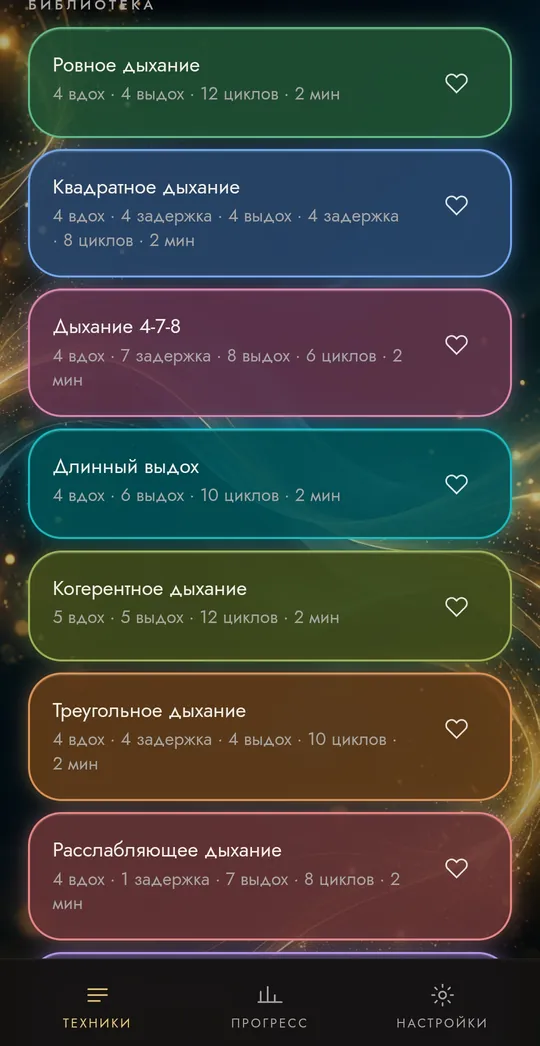 БИБЛИОТЕКА
Ровное дыхание
4 вдох · 4 выдох · 12 циклов · 2 мин
Квадратное дыхание
4 вдох · 4 задержка · 4 выдох · 4 задержка
· 8 циклов · 2 мин
Дыхание 4-7-8
4 вдох · 7 задержка · 8 выдох · 6 циклов · 2
мин
Длинный выдох
4 вдох · 6 выдох · 10 циклов · 2 мин
Когерентное дыхание
5 вдох · 5 выдох · 12 циклов · 2 мин
Треугольное дыхание
4 вдох · 4 задержка · 4 выдох · 10 циклов ·
2 мин
Расслабляющее дыхание
4 вдох · 1 задержка · 7 выдох · 8 циклов · 2
мин
ТЕХНИКИ
ПРОГРЕСС
НАСТРОЙКИ